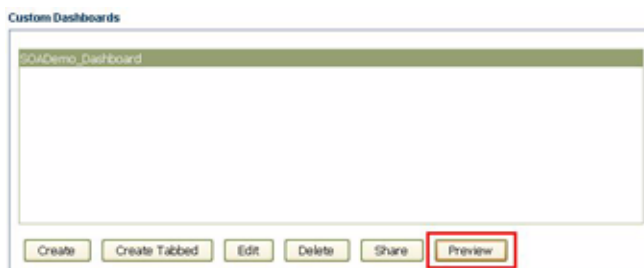 Custom Dashboards
SOADemo_Dashboard
Create Create Tabbed Edit Delete Share Preview